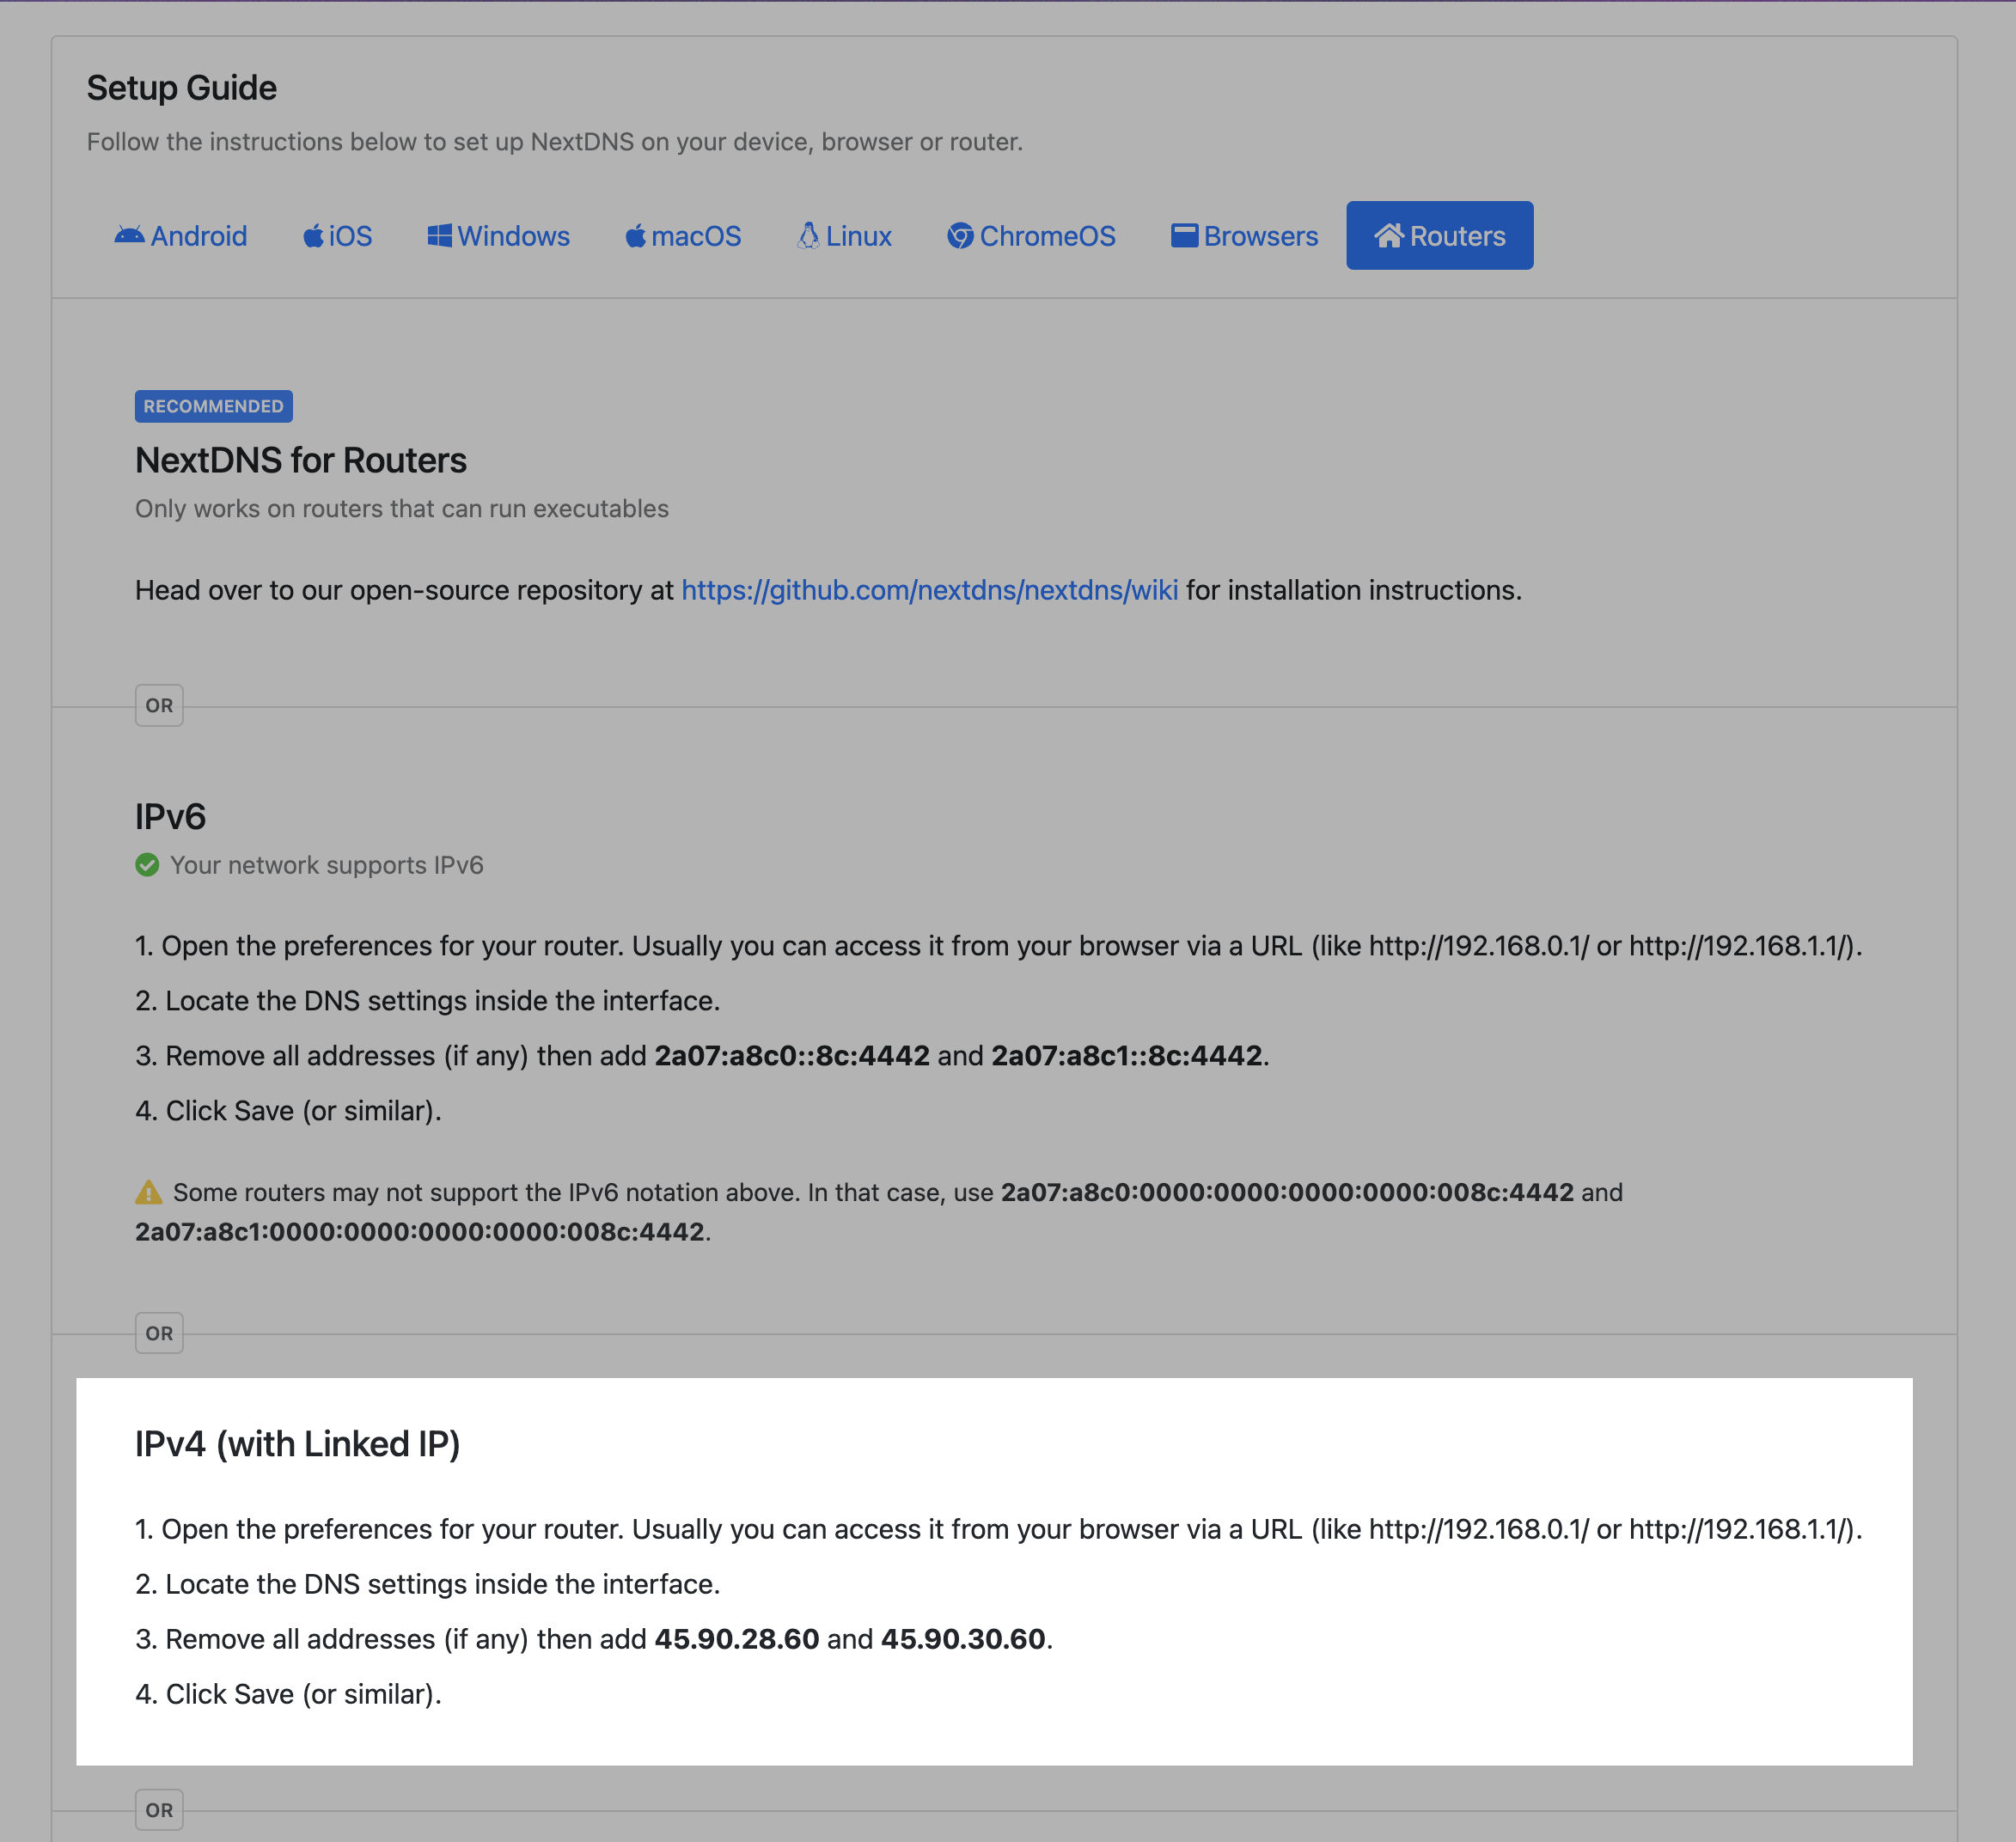 Setup Guide
Follow the instructions below to set up NextDNS on your device, browser or router.
Android iOS Windows macOS Linux ChromeOS Browsers Routers
RECOMMENDED
NextDNS for Routers
Only works on routers that can run executables
Head over to our open-source repository at https://github.com/nextdns/nextdns/wiki for installation instructions.
OR
IPv6
Your network supports IPv6
1. Open the preferences for your router. Usually you can access it from your browser via a URL (like http://192.168.0.1/ or http://192.168.1.1/).
2. Locate the DNS settings inside the interface.
3. Remove all addresses (if any) then add 2a07:a8c0::8c:4442 and 2a07:a8c1::8c:4442.
4. Click Save (or similar).
Some routers may not support the IPv6 notation above. In that case, use 2a07:a8c0:0000:0000:0000:0000:008c:4442 and
2a07:a8c1:0000:0000:0000:0000:008c:4442.
OR
IPv4 (with Linked IP)
1. Open the preferences for your router. Usually you can access it from your browser via a URL (like http://192.168.0.1/ or http://192.168.1.1/).
2. Locate the DNS settings inside the interface.
3. Remove all addresses (if any) then add 45.90.28.60 and 45.90.30.60.
4. Click Save (or similar).
OR